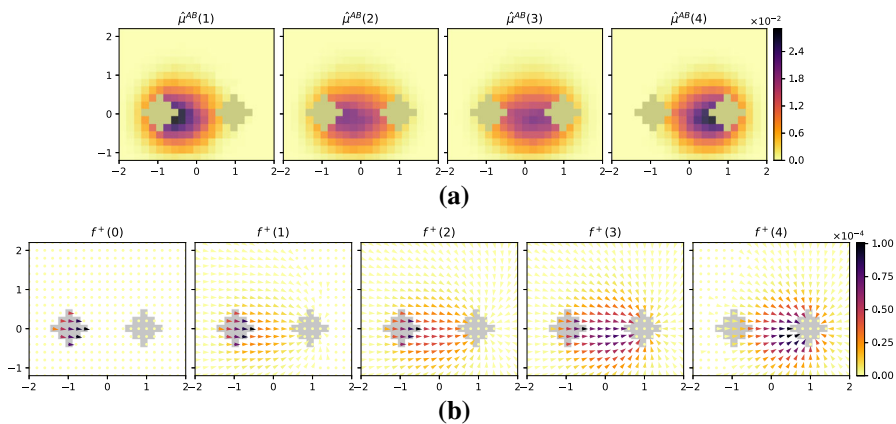 μ̂^{AB}(1) μ̂^{AB}(2) μ̂^{AB}(3) μ̂^{AB}(4) ×10⁻²
2 1 0 −1
−2 −1 0 1 2−2 −1 0 1 2−2 −1 0 1 2−2 −1 0 1 2
2.4 1.8 1.2 0.6 0.0
(a)
f⁺(0) f⁺(1) f⁺(2) f⁺(3) f⁺(4) ×10⁻⁴
2 1 0 −1
−2 −1 0 1 2−2 −1 0 1 2−2 −1 0 1 2−2 −1 0 1 2−2 −1 0 1 2
1.00 0.75 0.50 0.25 0.00
(b)